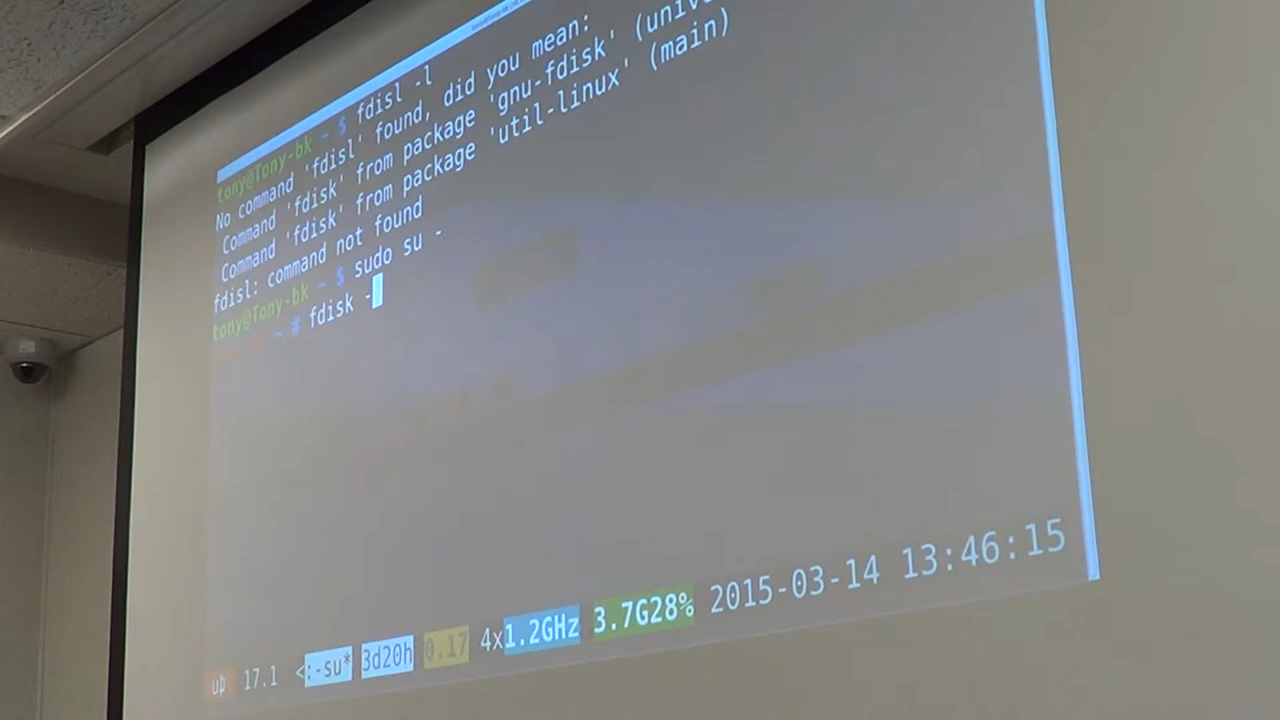 tony@Tony-bk ~ $ fdisl -l
No command 'fdisl' found, did you mean:
Command 'fdisk' from package 'gnu-fdisk' (univ
Command 'fdisk' from package 'util-linux' (main)
fdisl: command not found
tony@Tony-bk ~ $ sudo su -
~ # fdisk -
17.1 <:-su* 3d20h 0.17 4x1.2GHz 3.7G28% 2015-03-14 13:46:15